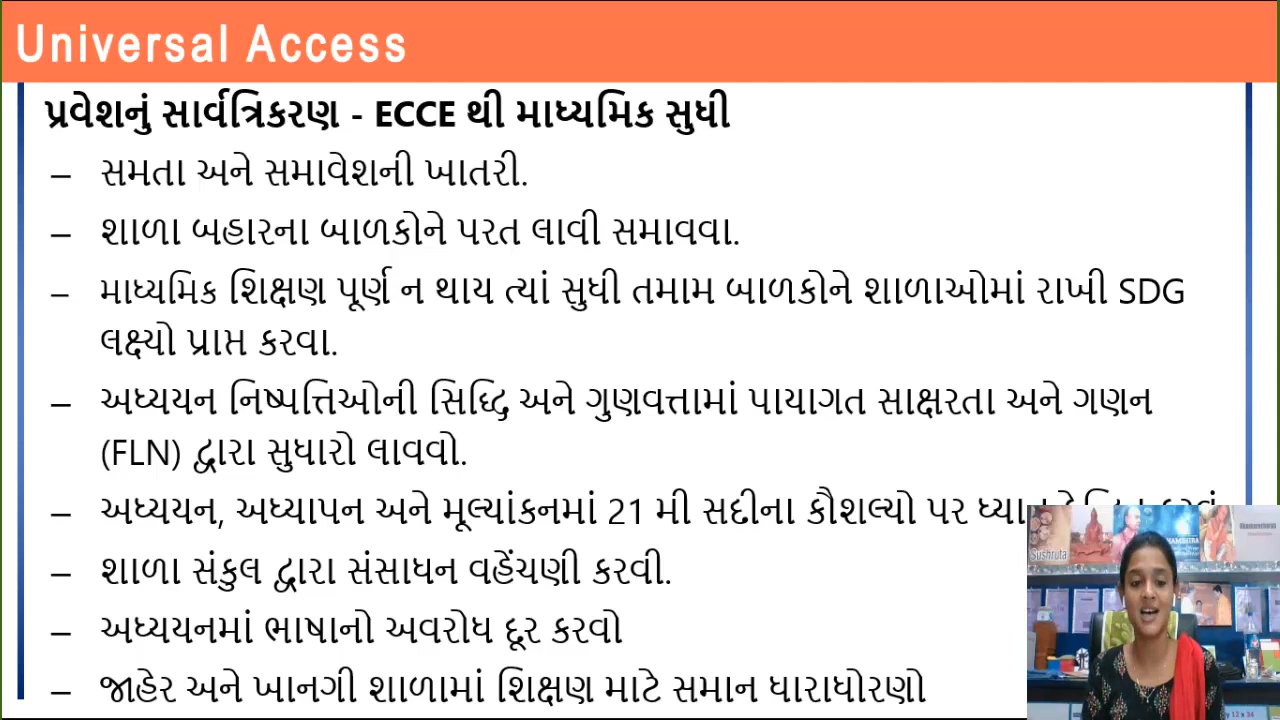 Universal Access
પ્રવેશનું સાર્વત્રિકરણ - ECCE થી માધ્યમિક સુધી
– સમતા અને સમાવેશની ખાતરી.
– શાળા બહારના બાળકોને પરત લાવી સમાવવા.
– માધ્યમિક શિક્ષણ પૂર્ણ ન થાય ત્યાં સુધી તમામ બાળકોને શાળાઓમાં રાખી SDG
લક્ષ્યો પ્રાપ્ત કરવા.
– અધ્યયન નિષ્પત્તિઓની સિદ્ધિ અને ગુણવત્તામાં પાયાગત સાક્ષરતા અને ગણન
(FLN) દ્વારા સુધારો લાવવો.
– અધ્યયન, અધ્યાપન અને મૂલ્યાંકનમાં 21 મી સદીના કૌશલ્યો પર
– શાળા સંકુલ દ્વારા સંસાધન વહેંચણી કરવી.
– અધ્યયનમાં ભાષાનો અવરોધ દૂર કરવો
– જાહેર અને ખાનગી શાળામાં શિક્ષણ માટે સમાન ધારાધોરણો
Sushruta